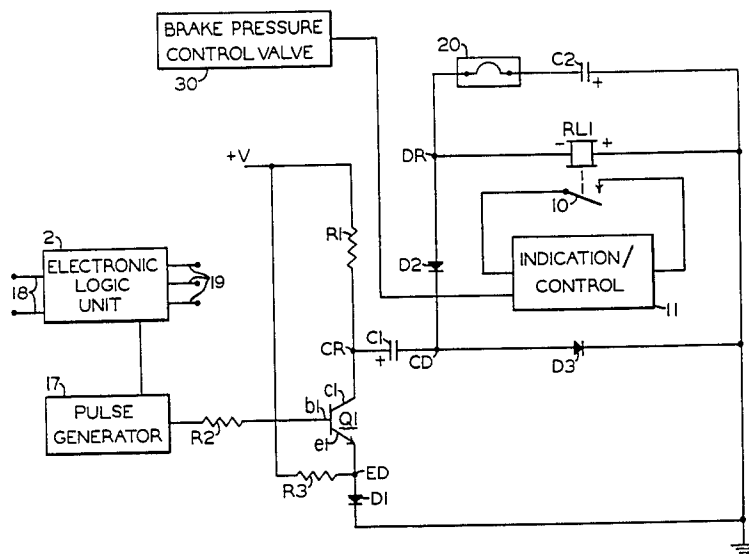 BRAKE PRESSURE
CONTROL VALVE
30
20
C2
+
RL1
- +
DR
+V
10
R1
2
ELECTRONIC
LOGIC
UNIT
18
19
D2
INDICATION/
CONTROL
11
CR
C1
+
CD
D3
17
PULSE
GENERATOR
R2
b1
c1
Q1
e1
R3
ED
D1